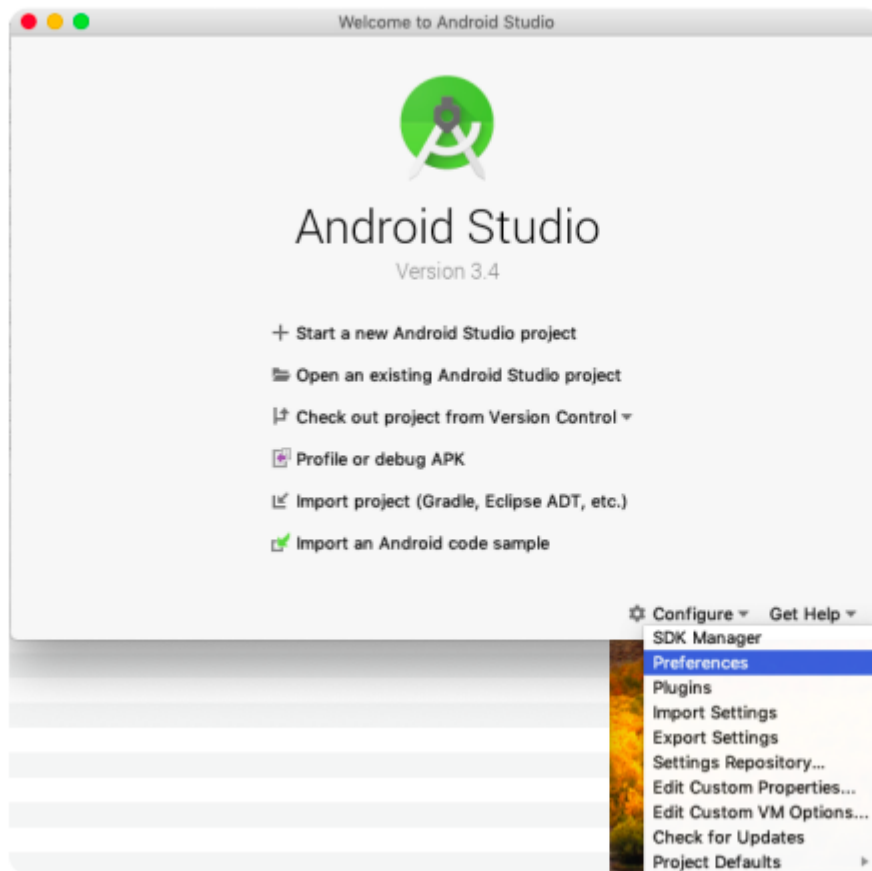 Welcome to Android Studio
Android Studio
Version 3.4
Start a new Android Studio project
Open an existing Android Studio project
Check out project from Version Control
Profile or debug APK
Import project (Gradle, Eclipse ADT, etc.)
Import an Android code sample
Configure Get Help
SDK Manager
Preferences
Plugins
Import Settings
Export Settings
Settings Repository...
Edit Custom Properties...
Edit Custom VM Options...
Check for Updates
Project Defaults